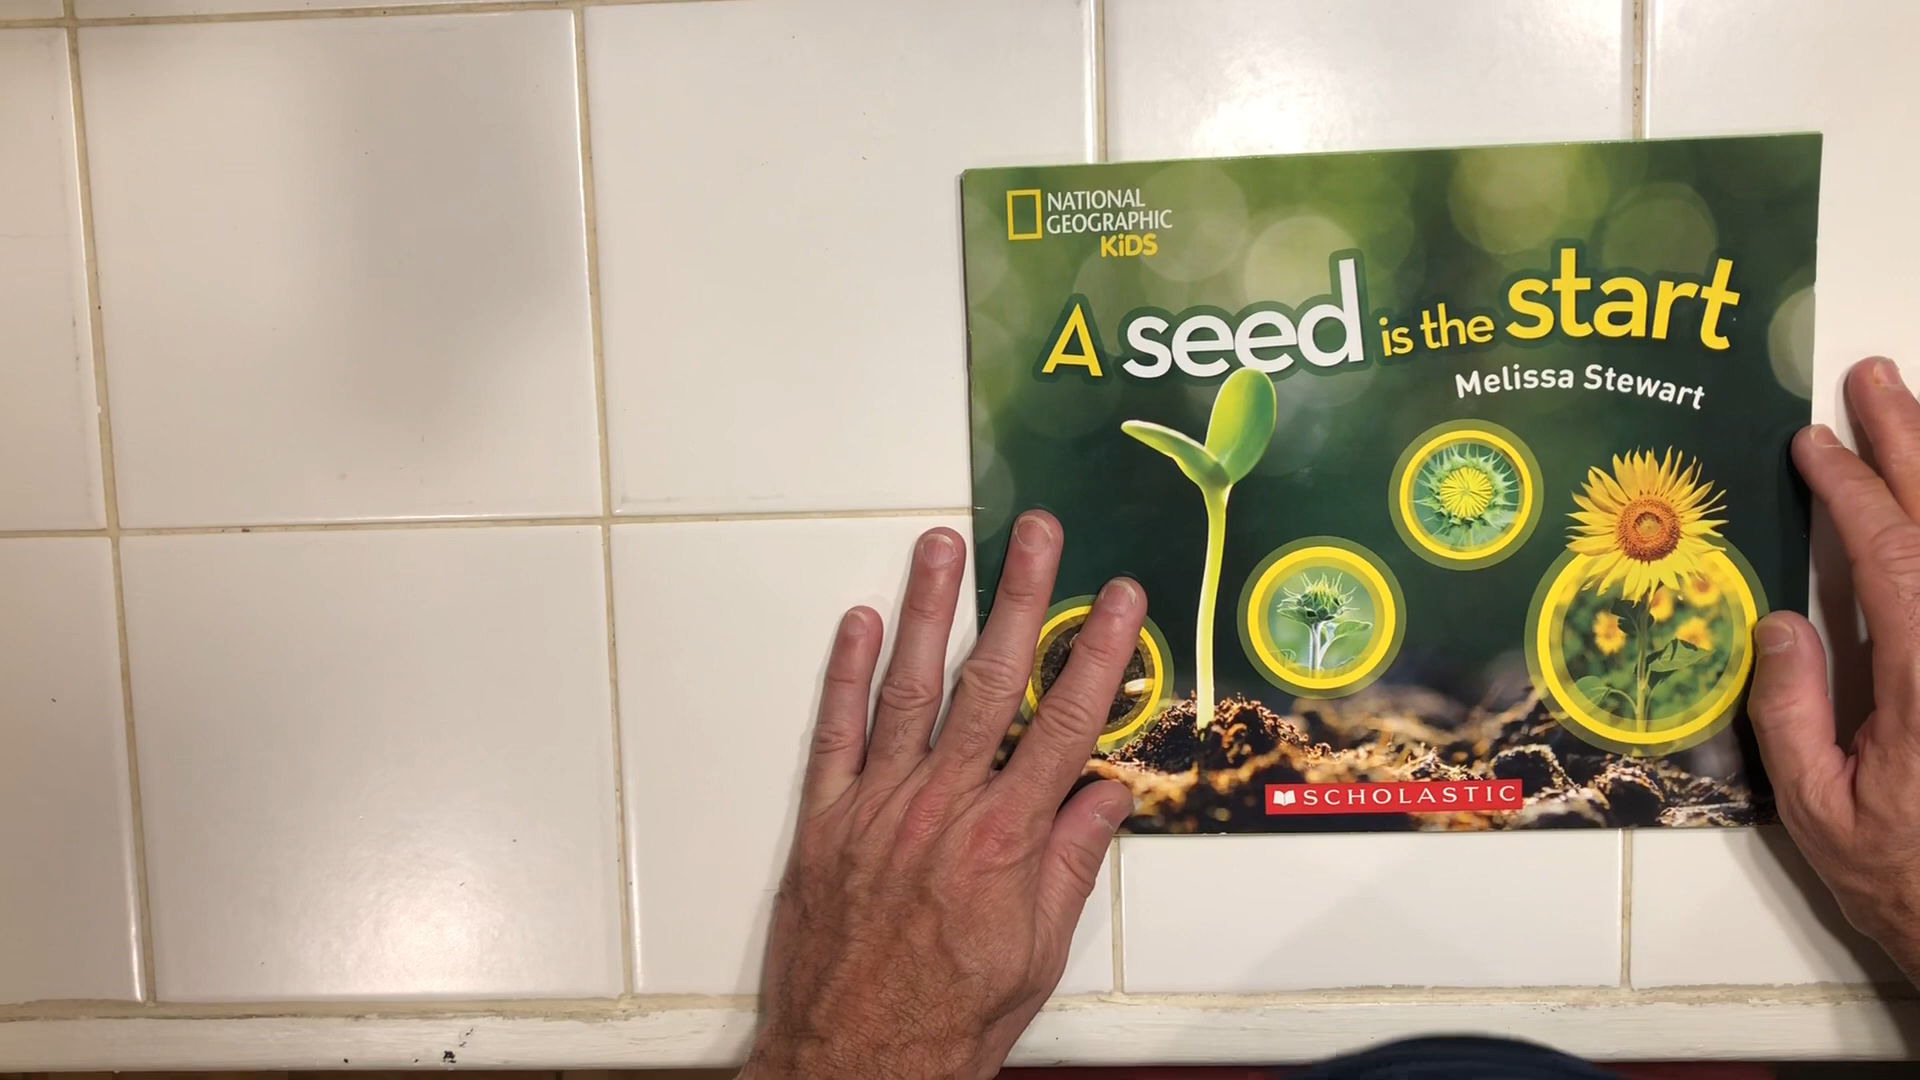 NATIONAL
GEOGRAPHIC
KiDS
A seed is the start
Melissa Stewart
SCHOLASTIC